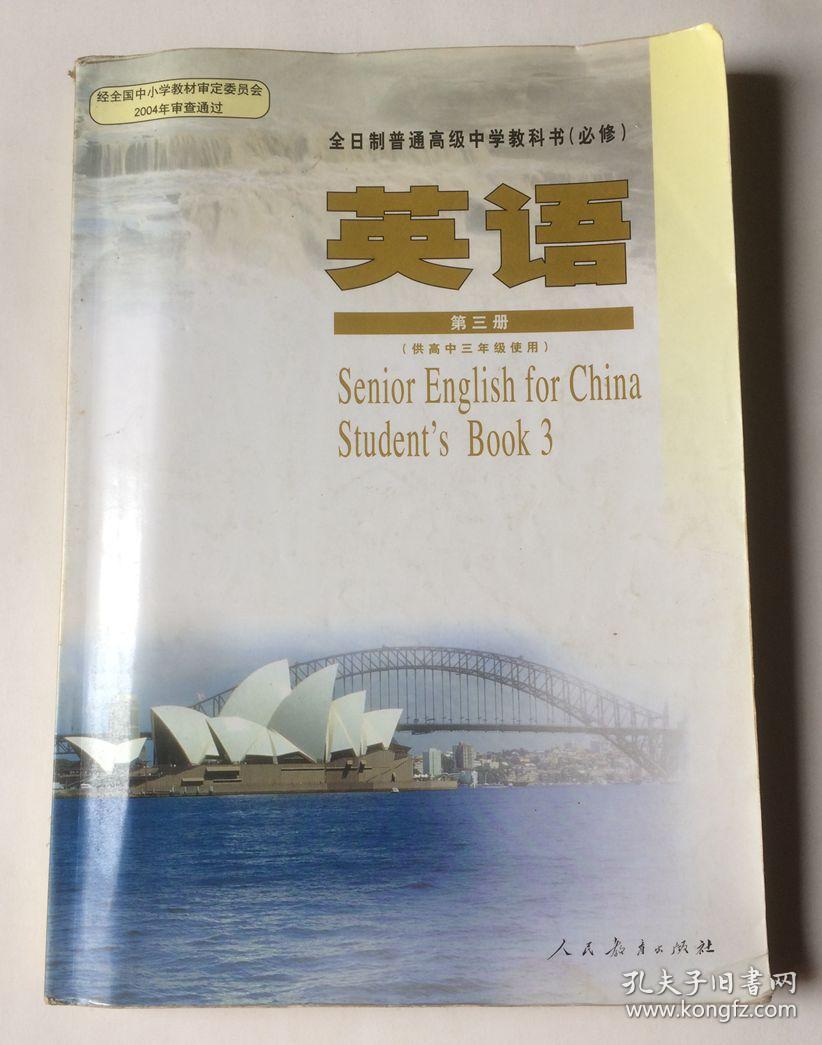 经全国中小学教材审定委员会
2004年审查通过
全日制普通高级中学教科书(必修)
英语
第三册
(供高中三年级使用)
Senior English for China
Student's Book 3
人民教育出版社
孔夫子旧书网
www.kongfz.com